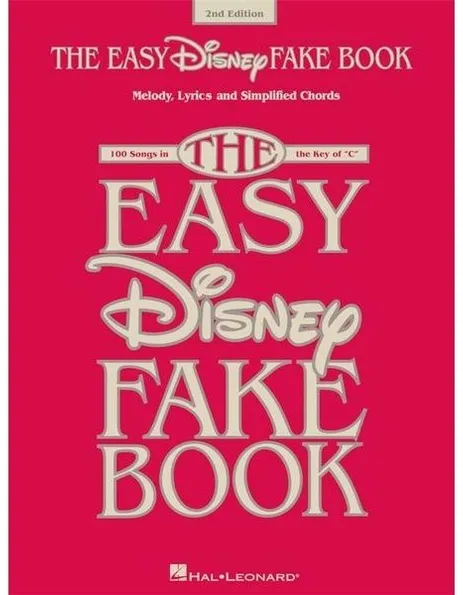 2nd Edition
THE EASY DISNEY FAKE BOOK
Melody, Lyrics and Simplified Chords
100 Songs in THE the Key of "C"
EASY
DISNEY
FAKE
BOOK
HAL•LEONARD®